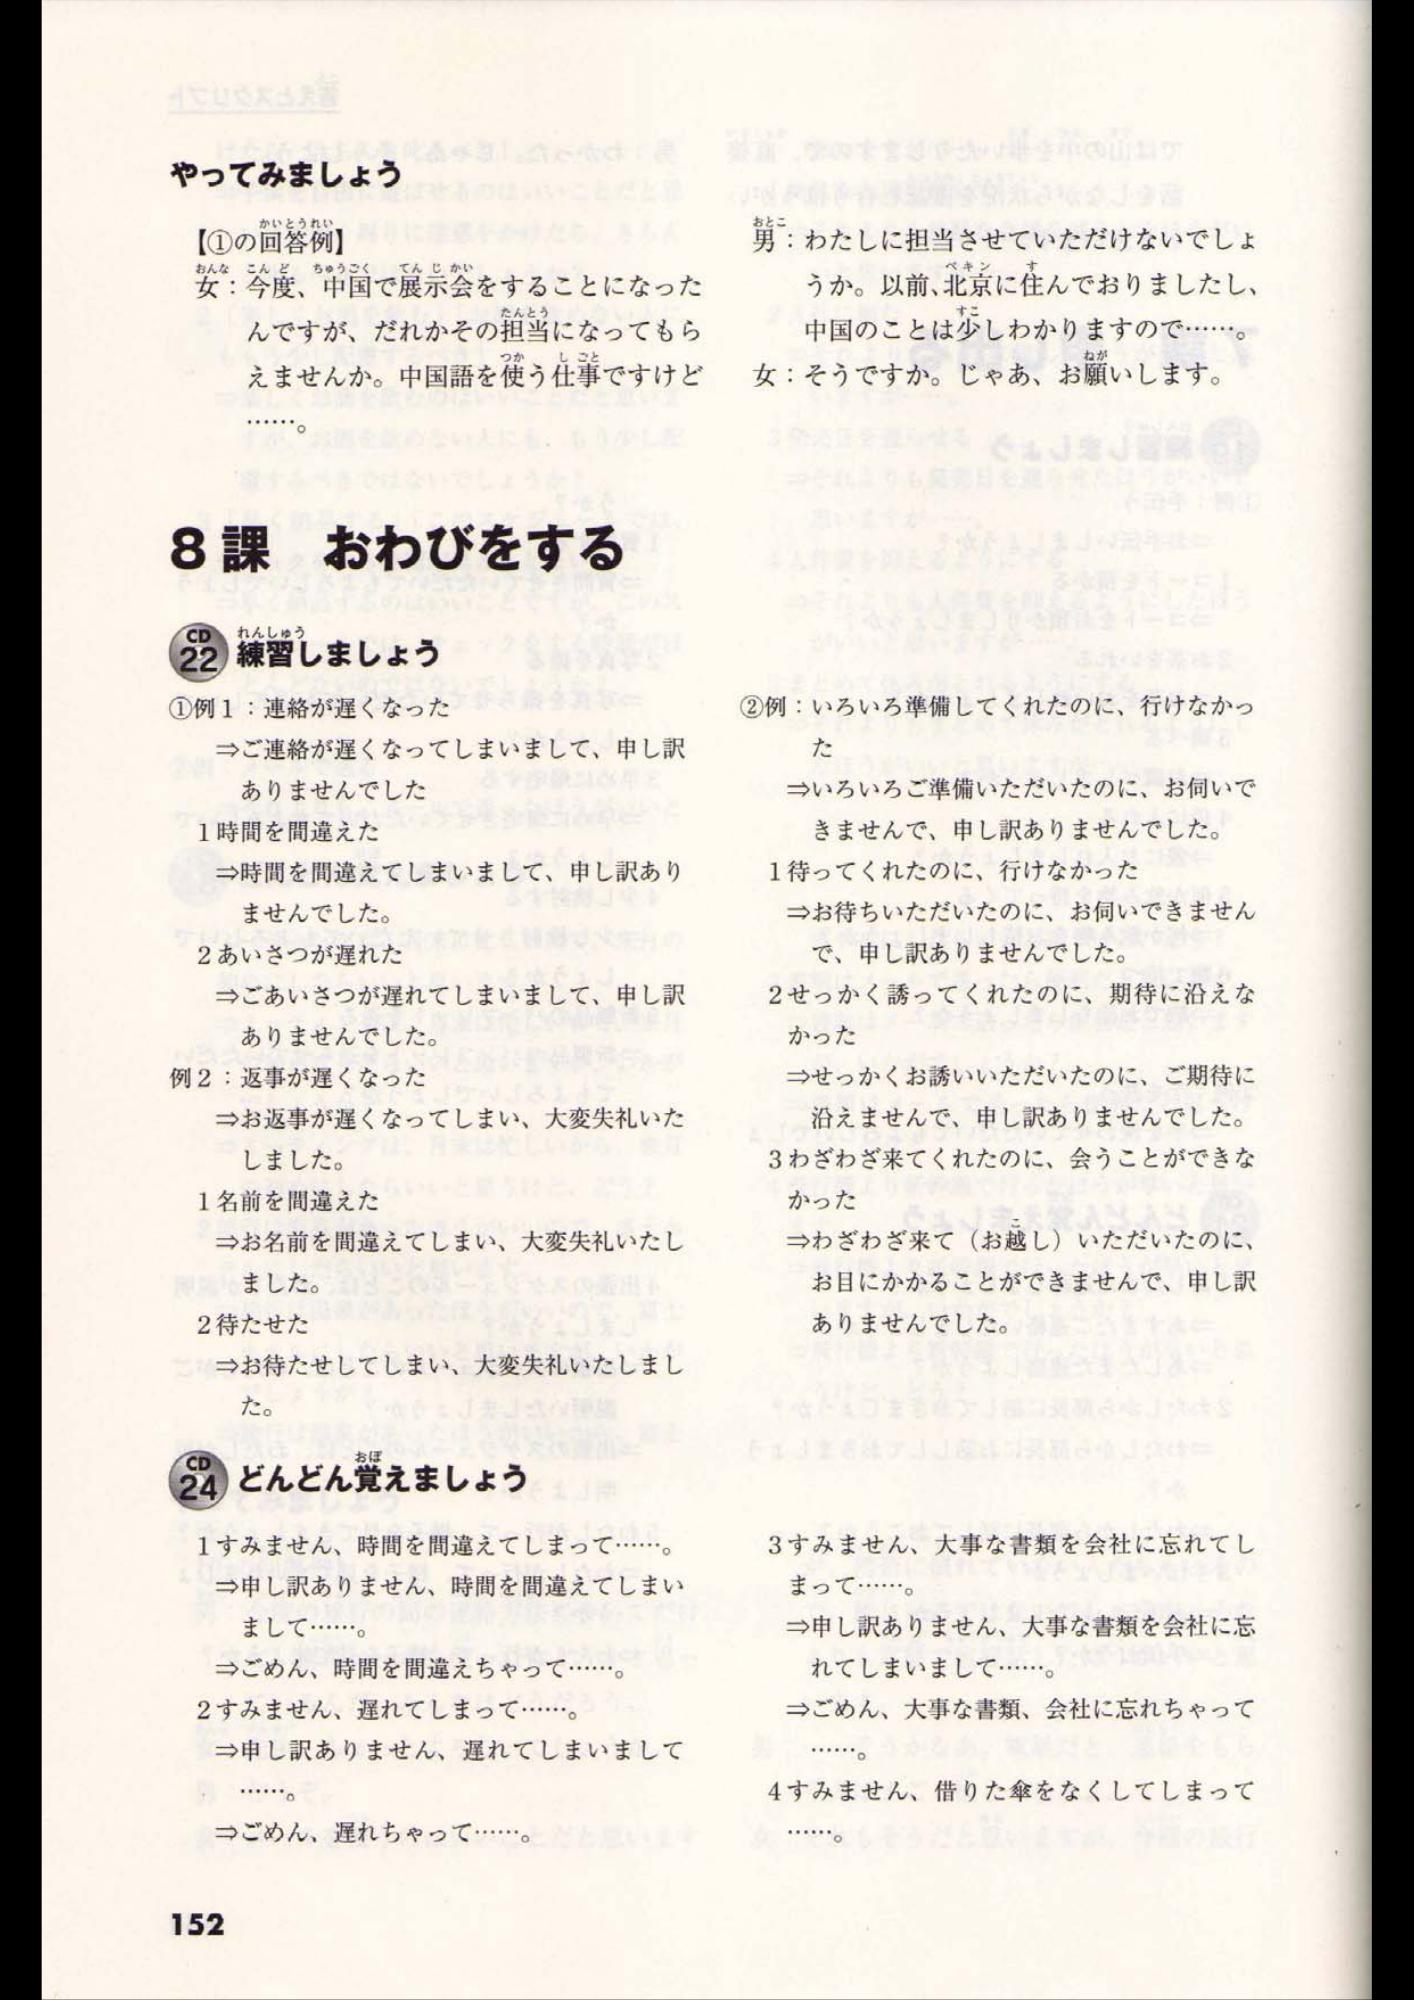 やってみましょう
【①の回答例】
女：今度、中国で展示会をすることになった
んですが、だれかその担当になってもら
えませんか。中国語を使う仕事ですけど
……。
男：わたしに担当させていただけないでしょ
うか。以前、北京に住んでおりましたし、
中国のことは少しわかりますので……。
女：そうですか。じゃあ、お願いします。
8課　おわびをする
CD 22 練習しましょう
①例1：連絡が遅くなった
⇒ご連絡が遅くなってしまいまして、申し訳
ありませんでした
1時間を間違えた
⇒時間を間違えてしまいまして、申し訳あり
ませんでした。
2あいさつが遅れた
⇒ごあいさつが遅れてしまいまして、申し訳
ありませんでした。
例2：返事が遅くなった
⇒お返事が遅くなってしまい、大変失礼いた
しました。
1名前を間違えた
⇒お名前を間違えてしまい、大変失礼いたし
ました。
2待たせた
⇒お待たせしてしまい、大変失礼いたしまし
た。
②例：いろいろ準備してくれたのに、行けなかっ
た
⇒いろいろご準備いただいたのに、お伺いで
きませんで、申し訳ありませんでした。
1待ってくれたのに、行けなかった
⇒お待ちいただいたのに、お伺いできません
で、申し訳ありませんでした。
2せっかく誘ってくれたのに、期待に沿えな
かった
⇒せっかくお誘いいただいたのに、ご期待に
沿えませんで、申し訳ありませんでした。
3わざわざ来てくれたのに、会うことができな
かった
⇒わざわざ来て（お越し）いただいたのに、
お目にかかることができませんで、申し訳
ありませんでした。
CD 24 どんどん覚えましょう
1すみません、時間を間違えてしまって……。
⇒申し訳ありません、時間を間違えてしまい
まして……。
⇒ごめん、時間を間違えちゃって……。
2すみません、遅れてしまって……。
⇒申し訳ありません、遅れてしまいまして
……。
⇒ごめん、遅れちゃって……。
3すみません、大事な書類を会社に忘れてし
まって……。
⇒申し訳ありません、大事な書類を会社に忘
れてしまいまして……。
⇒ごめん、大事な書類、会社に忘れちゃって
……。
4すみません、借りた傘をなくしてしまって
……。
152